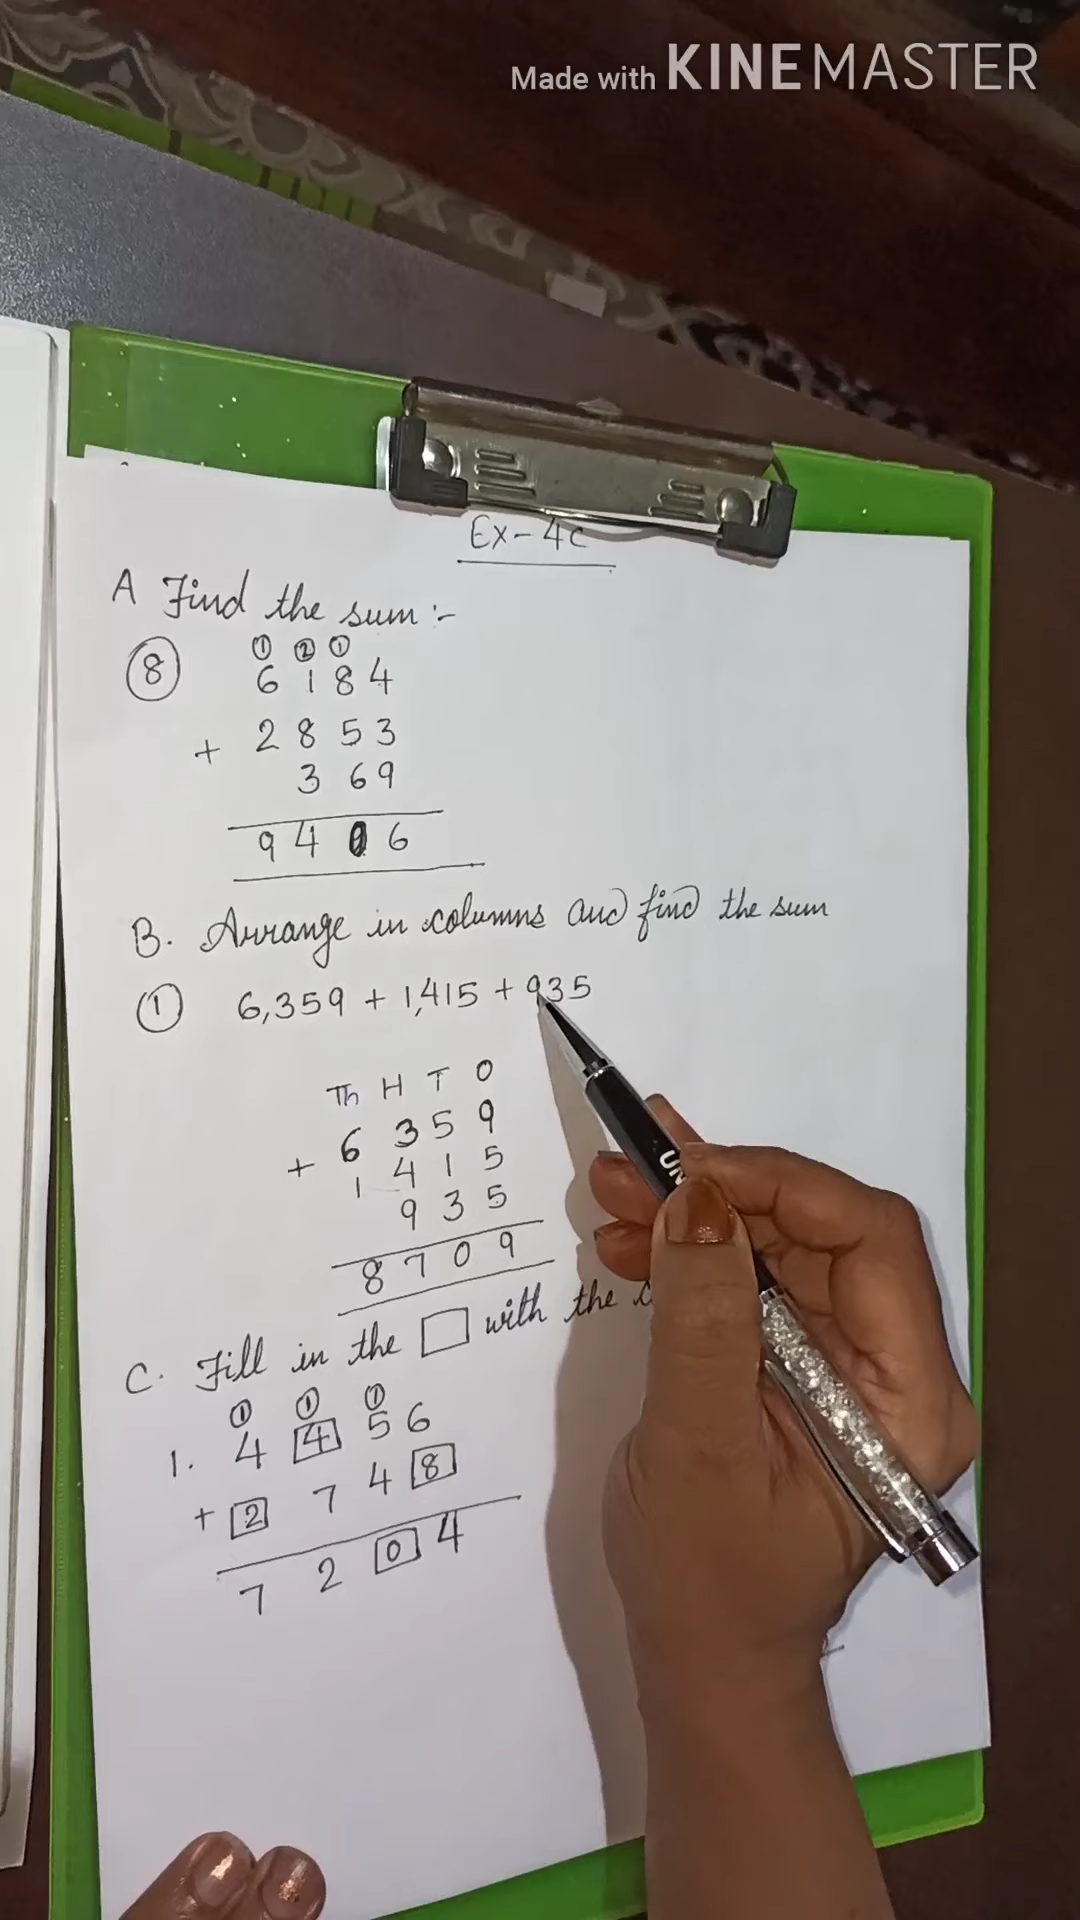 Made with KINEMASTER
Ex-4c
A Find the sum:-
① ② ①
⑧ 6 1 8 4
+ 2 8 5 3
3 6 9
9 4 0 6
B. Arrange in columns and find the sum
① 6,359 + 1,415 + 935
Th H T O
6 3 5 9
+ 1 4 1 5
9 3 5
8 7 0 9
C. Fill in the □ with the
① ① ①
1. 4 4 5 6
+ 2 7 4 8
7 2 0 4
UN